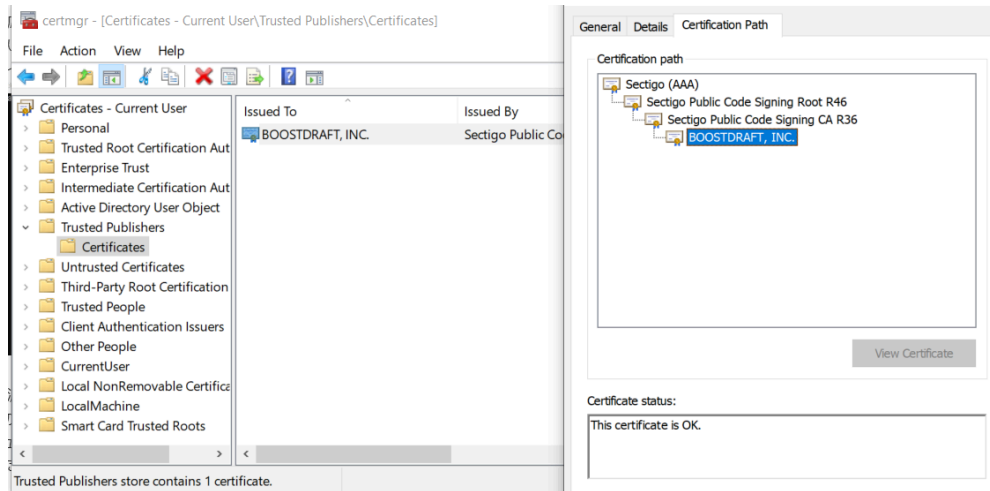 certmgr - [Certificates - Current User\Trusted Publishers\Certificates]
File Action View Help
Certificates - Current User
Personal
Trusted Root Certification Aut
Enterprise Trust
Intermediate Certification Aut
Active Directory User Object
Trusted Publishers
Certificates
Untrusted Certificates
Third-Party Root Certification
Trusted People
Client Authentication Issuers
Other People
CurrentUser
Local NonRemovable Certifica
LocalMachine
Smart Card Trusted Roots
Issued To Issued By
BOOSTDRAFT, INC. Sectigo Public Co
Trusted Publishers store contains 1 certificate.
General Details Certification Path
Certification path
Sectigo (AAA)
Sectigo Public Code Signing Root R46
Sectigo Public Code Signing CA R36
BOOSTDRAFT, INC.
View Certificate
Certificate status:
This certificate is OK.